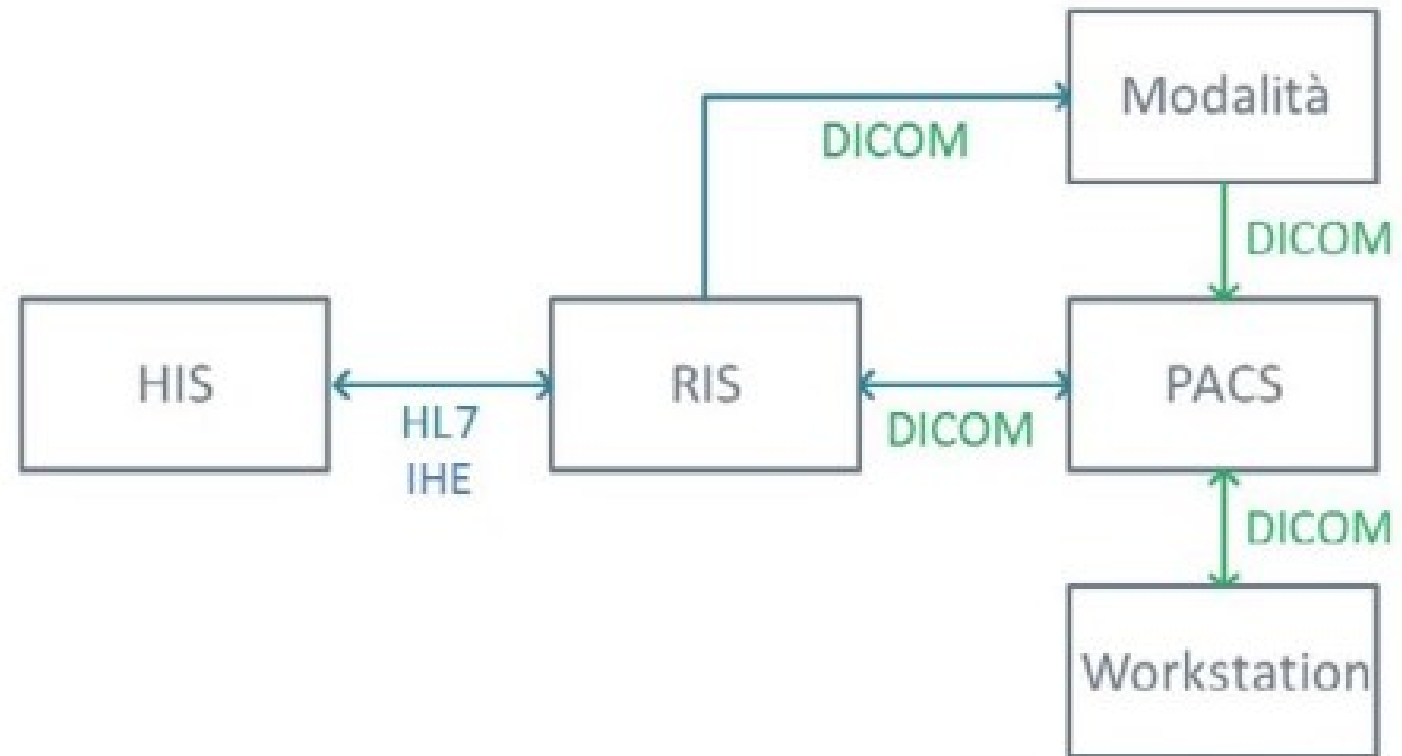 Modalità
DICOM
DICOM
HIS
HL7
IHE
RIS
DICOM
PACS
DICOM
Workstation